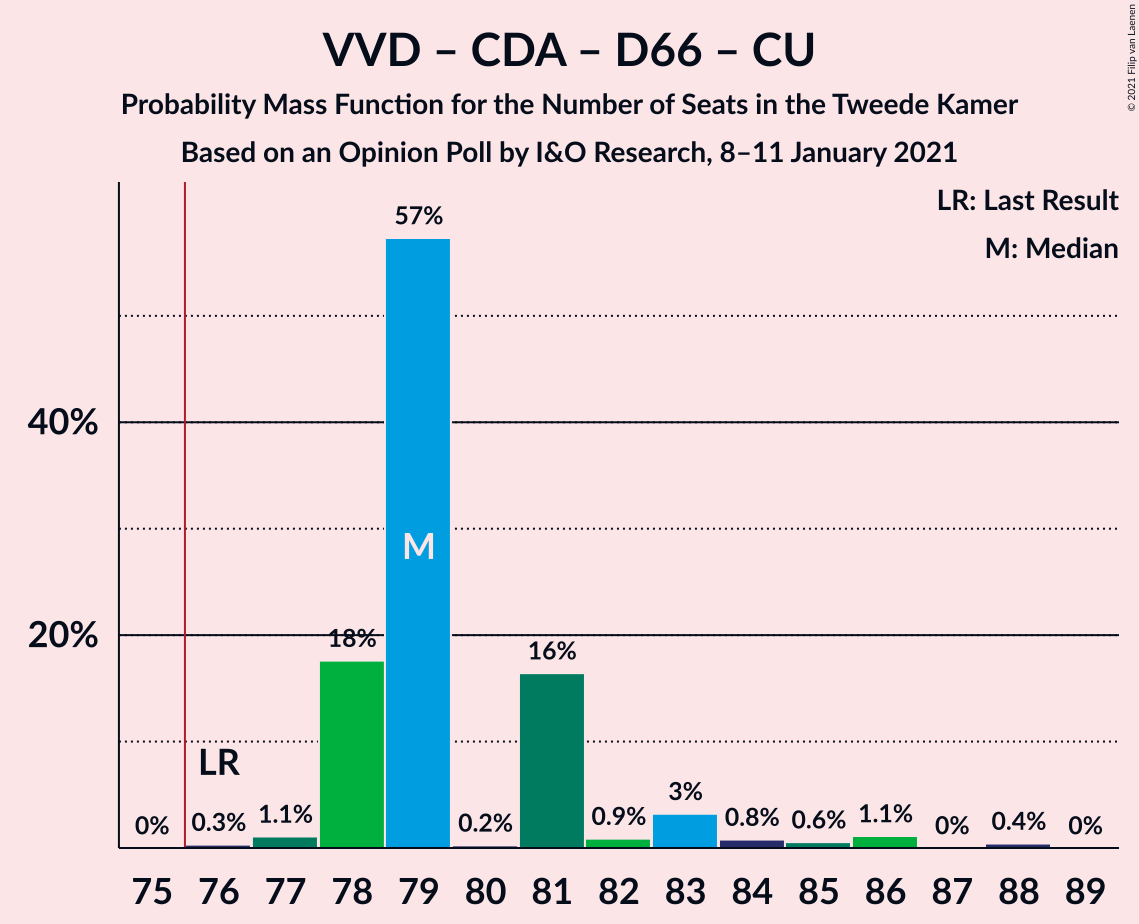 VVD – CDA – D66 – CU
Probability Mass Function for the Number of Seats in the Tweede Kamer
Based on an Opinion Poll by I&O Research, 8–11 January 2021
© 2021 Filip van Laenen
LR: Last Result
M: Median
57%
40%
M
20%
18%
16%
LR
0%
0.3%
1.1%
0.2%
0.9%
3%
0.8%
0.6%
1.1%
0%
0.4%
0%
75 76 77 78 79 80 81 82 83 84 85 86 87 88 89